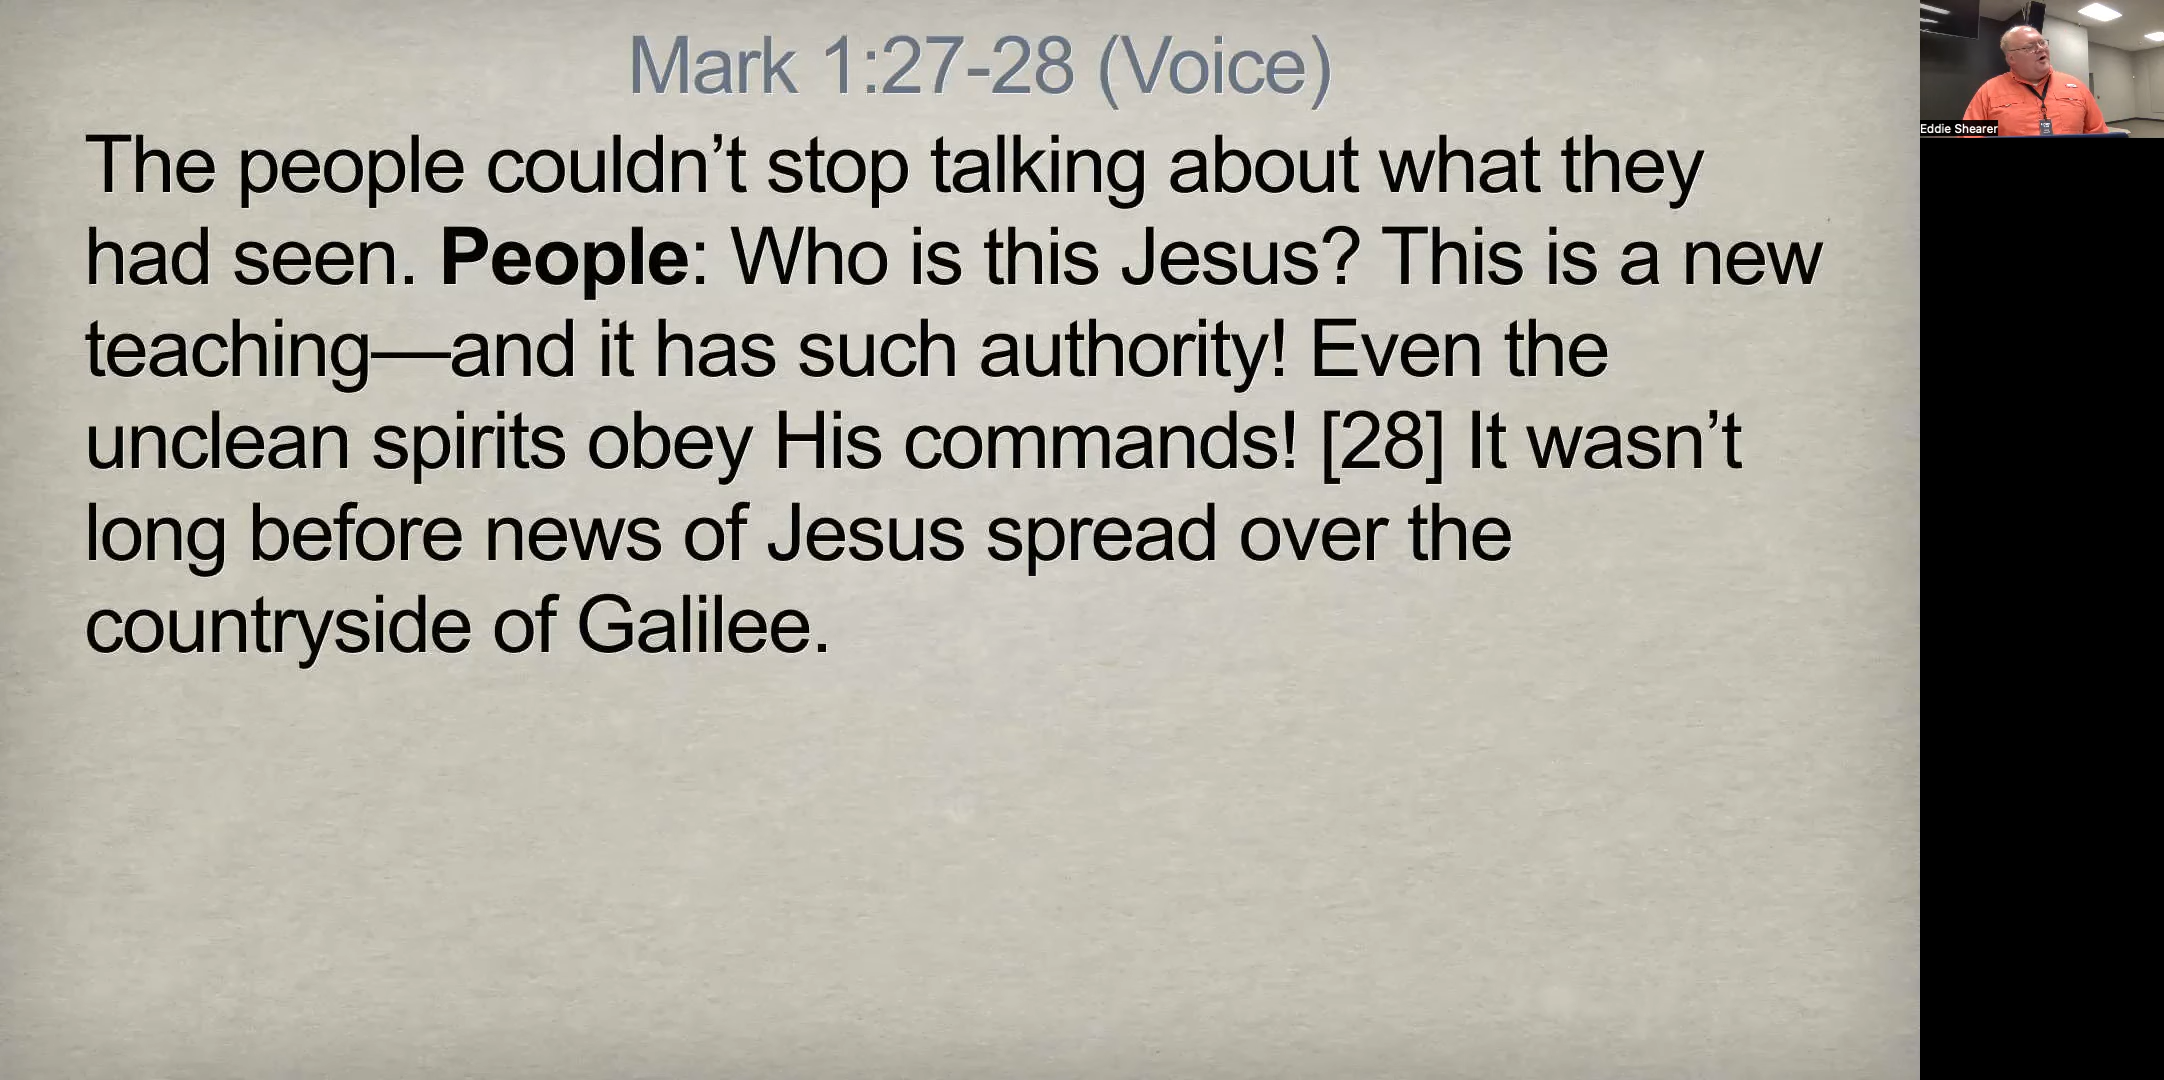 Mark 1:27-28 (Voice)
The people couldn’t stop talking about what they
had seen. People: Who is this Jesus? This is a new
teaching—and it has such authority! Even the
unclean spirits obey His commands! [28] It wasn’t
long before news of Jesus spread over the
countryside of Galilee.
Eddie Shearer